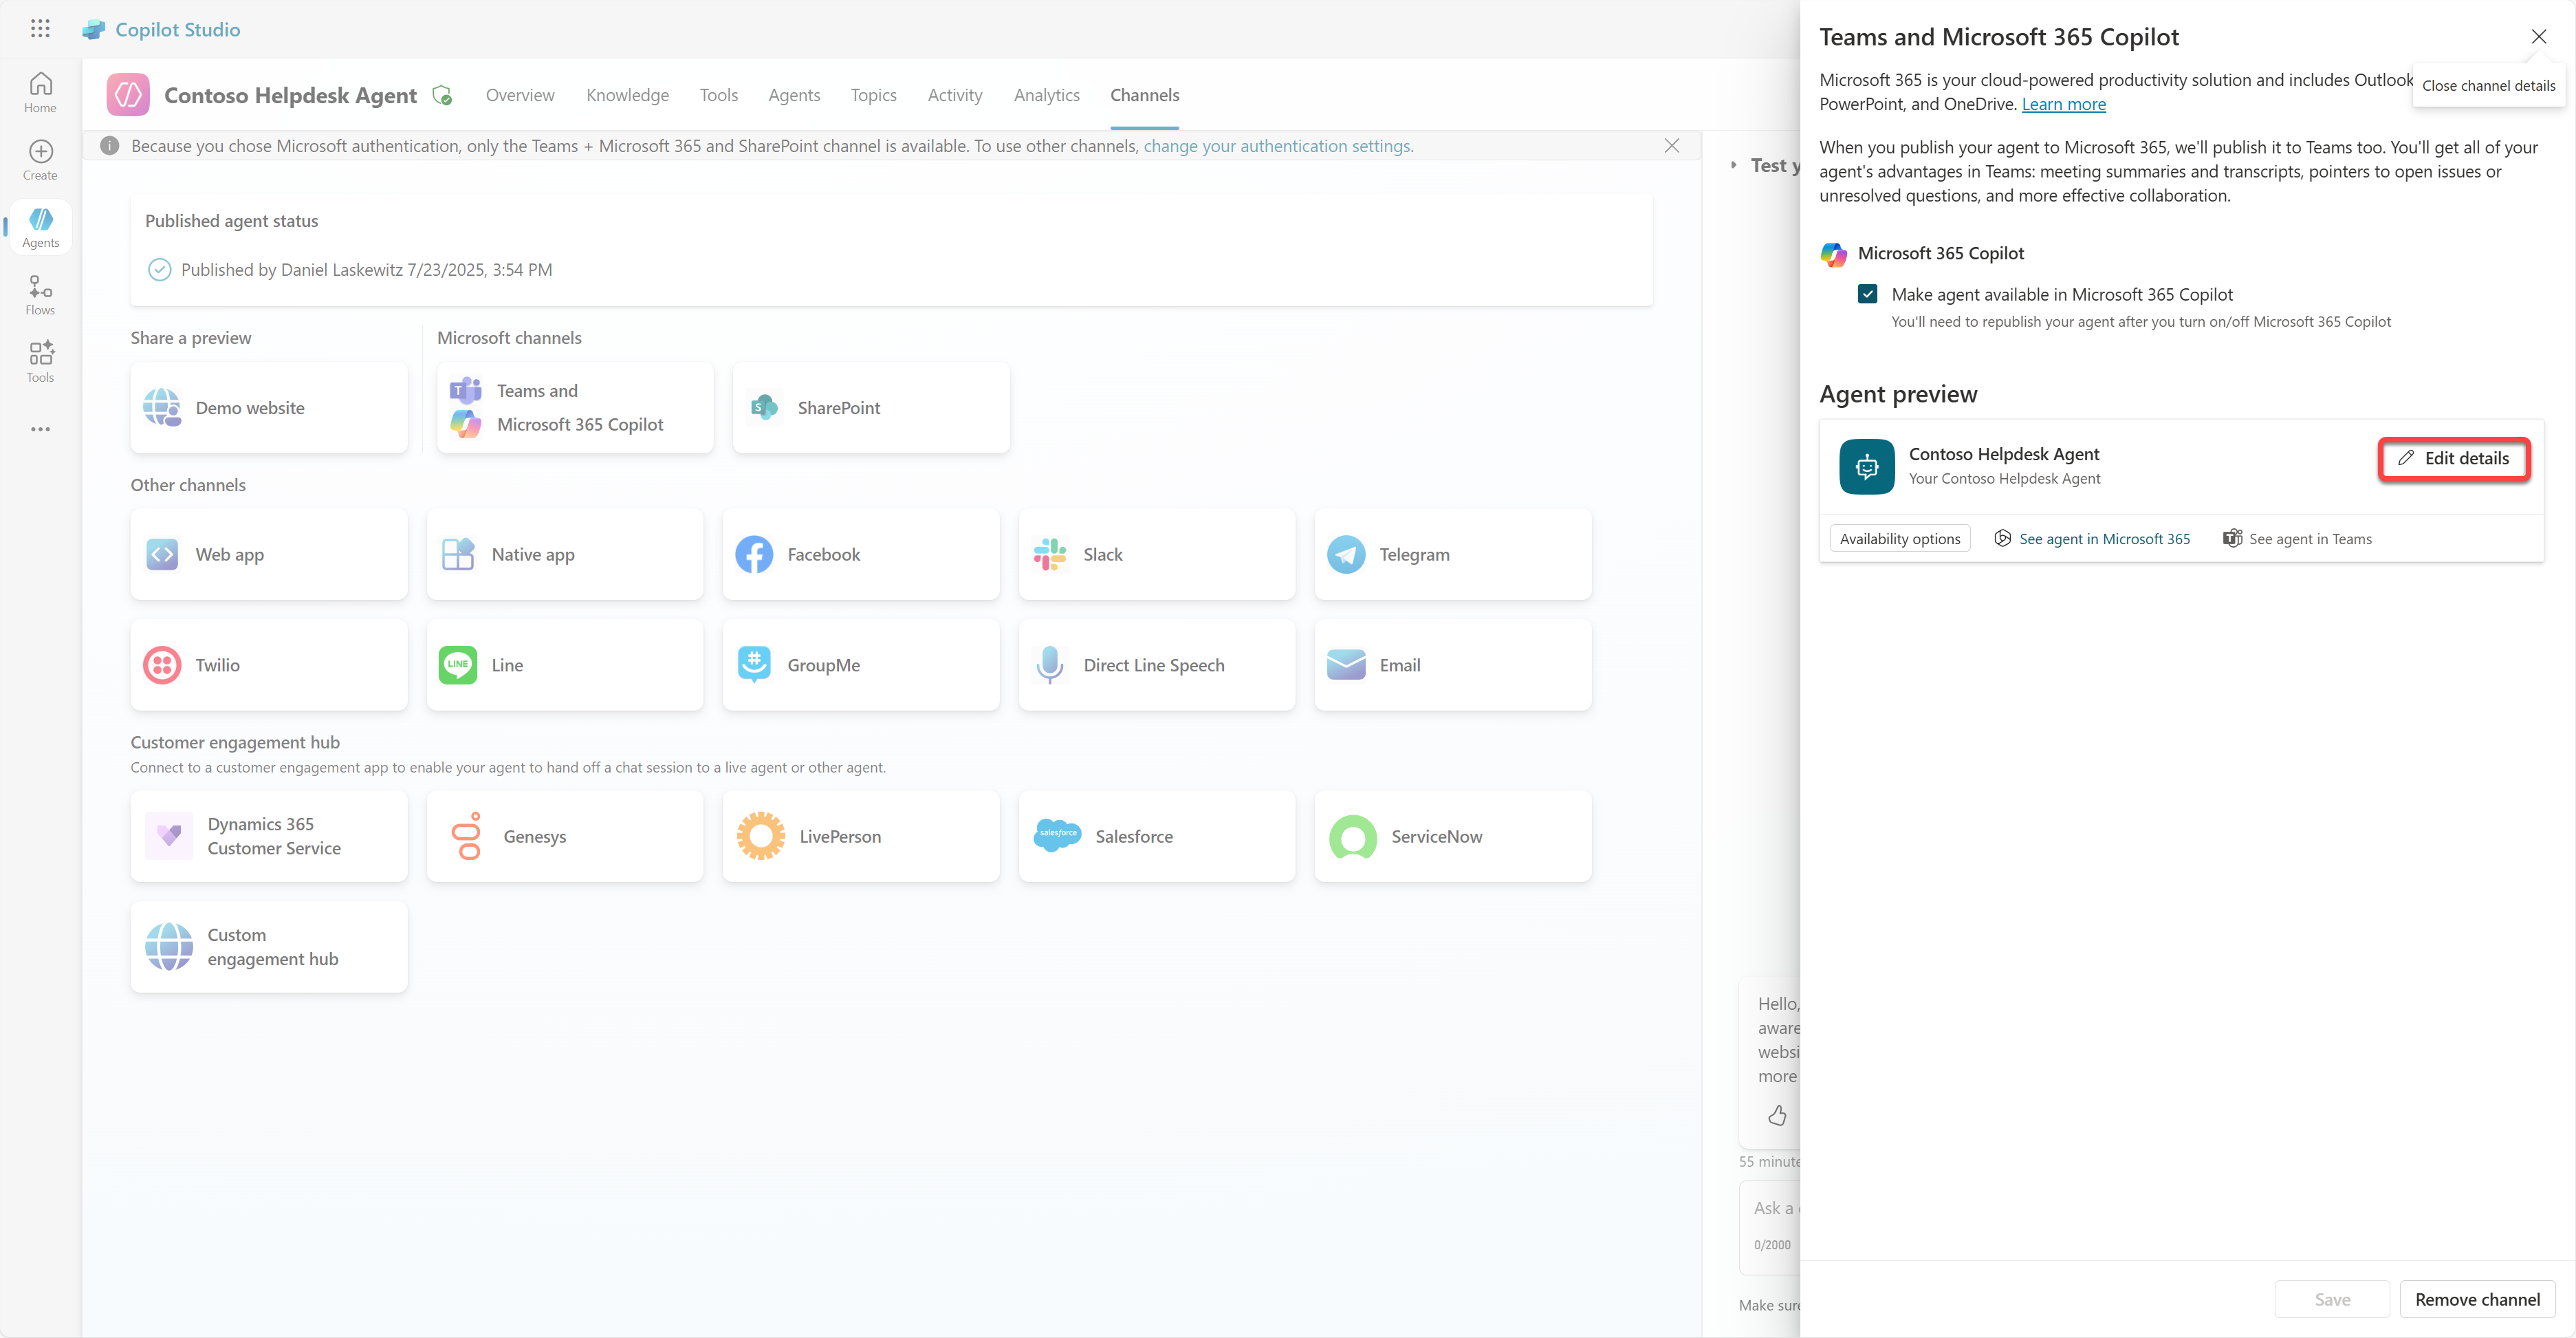 Copilot Studio
Home
Create
Agents
Flows
Tools
Contoso Helpdesk Agent
Overview
Knowledge
Tools
Agents
Topics
Activity
Analytics
Channels
Because you chose Microsoft authentication, only the Teams + Microsoft 365 and SharePoint channel is available. To use other channels, change your authentication settings.
Published agent status
Published by Daniel Laskewitz 7/23/2025, 3:54 PM
Share a preview
Microsoft channels
Demo website
Teams and
Microsoft 365 Copilot
SharePoint
Other channels
Web app
Native app
Facebook
Slack
Telegram
Twilio
LINE
Line
GroupMe
Direct Line Speech
Email
Customer engagement hub
Connect to a customer engagement app to enable your agent to hand off a chat session to a live agent or other agent.
Dynamics 365
Customer Service
Genesys
LivePerson
salesforce
Salesforce
ServiceNow
Custom
engagement hub
Test y
Hello,
aware
websi
more
55 minute
Ask a
0/2000
Make sure
Teams and Microsoft 365 Copilot
Microsoft 365 is your cloud-powered productivity solution and includes Outlook
PowerPoint, and OneDrive. Learn more
Close channel details
When you publish your agent to Microsoft 365, we'll publish it to Teams too. You'll get all of your
agent's advantages in Teams: meeting summaries and transcripts, pointers to open issues or
unresolved questions, and more effective collaboration.
Microsoft 365 Copilot
Make agent available in Microsoft 365 Copilot
You'll need to republish your agent after you turn on/off Microsoft 365 Copilot
Agent preview
Contoso Helpdesk Agent
Your Contoso Helpdesk Agent
Edit details
Availability options
See agent in Microsoft 365
See agent in Teams
Save
Remove channel